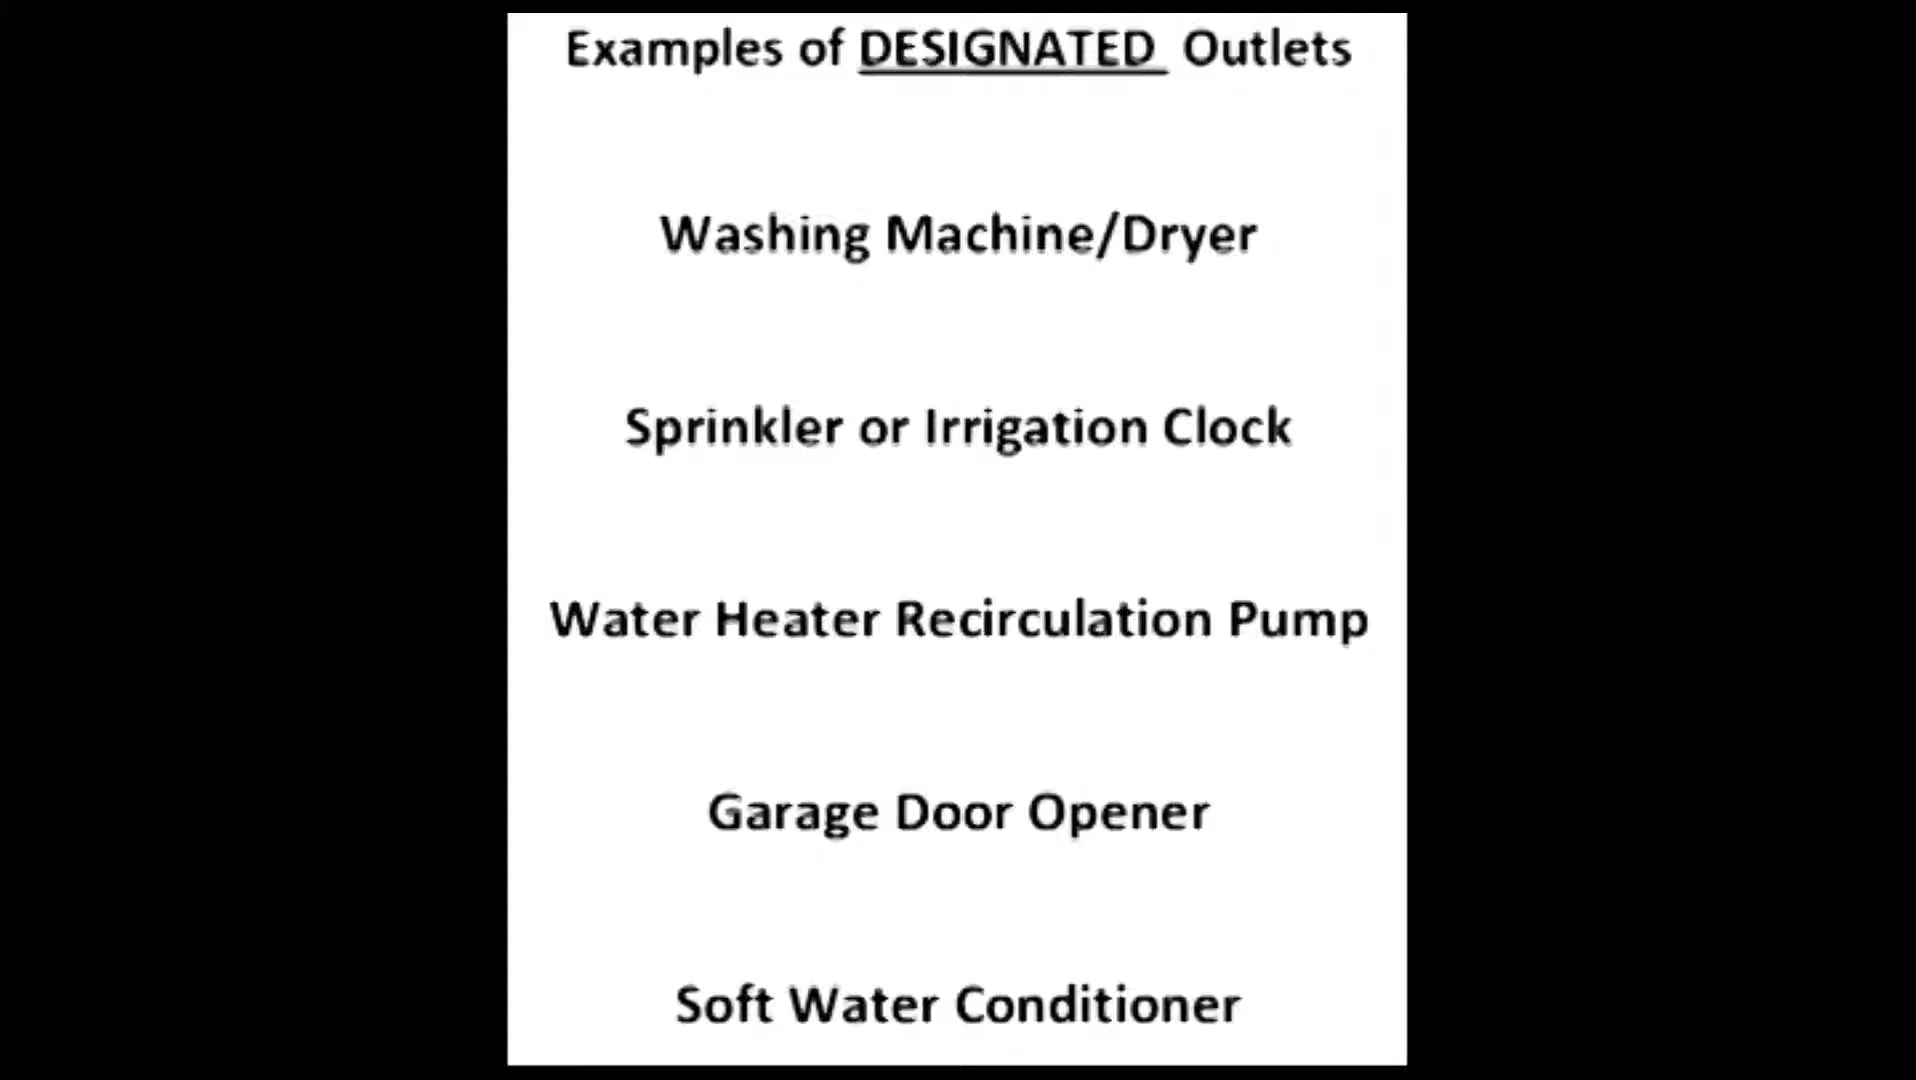 Examples of DESIGNATED Outlets
Washing Machine/Dryer
Sprinkler or Irrigation Clock
Water Heater Recirculation Pump
Garage Door Opener
Soft Water Conditioner